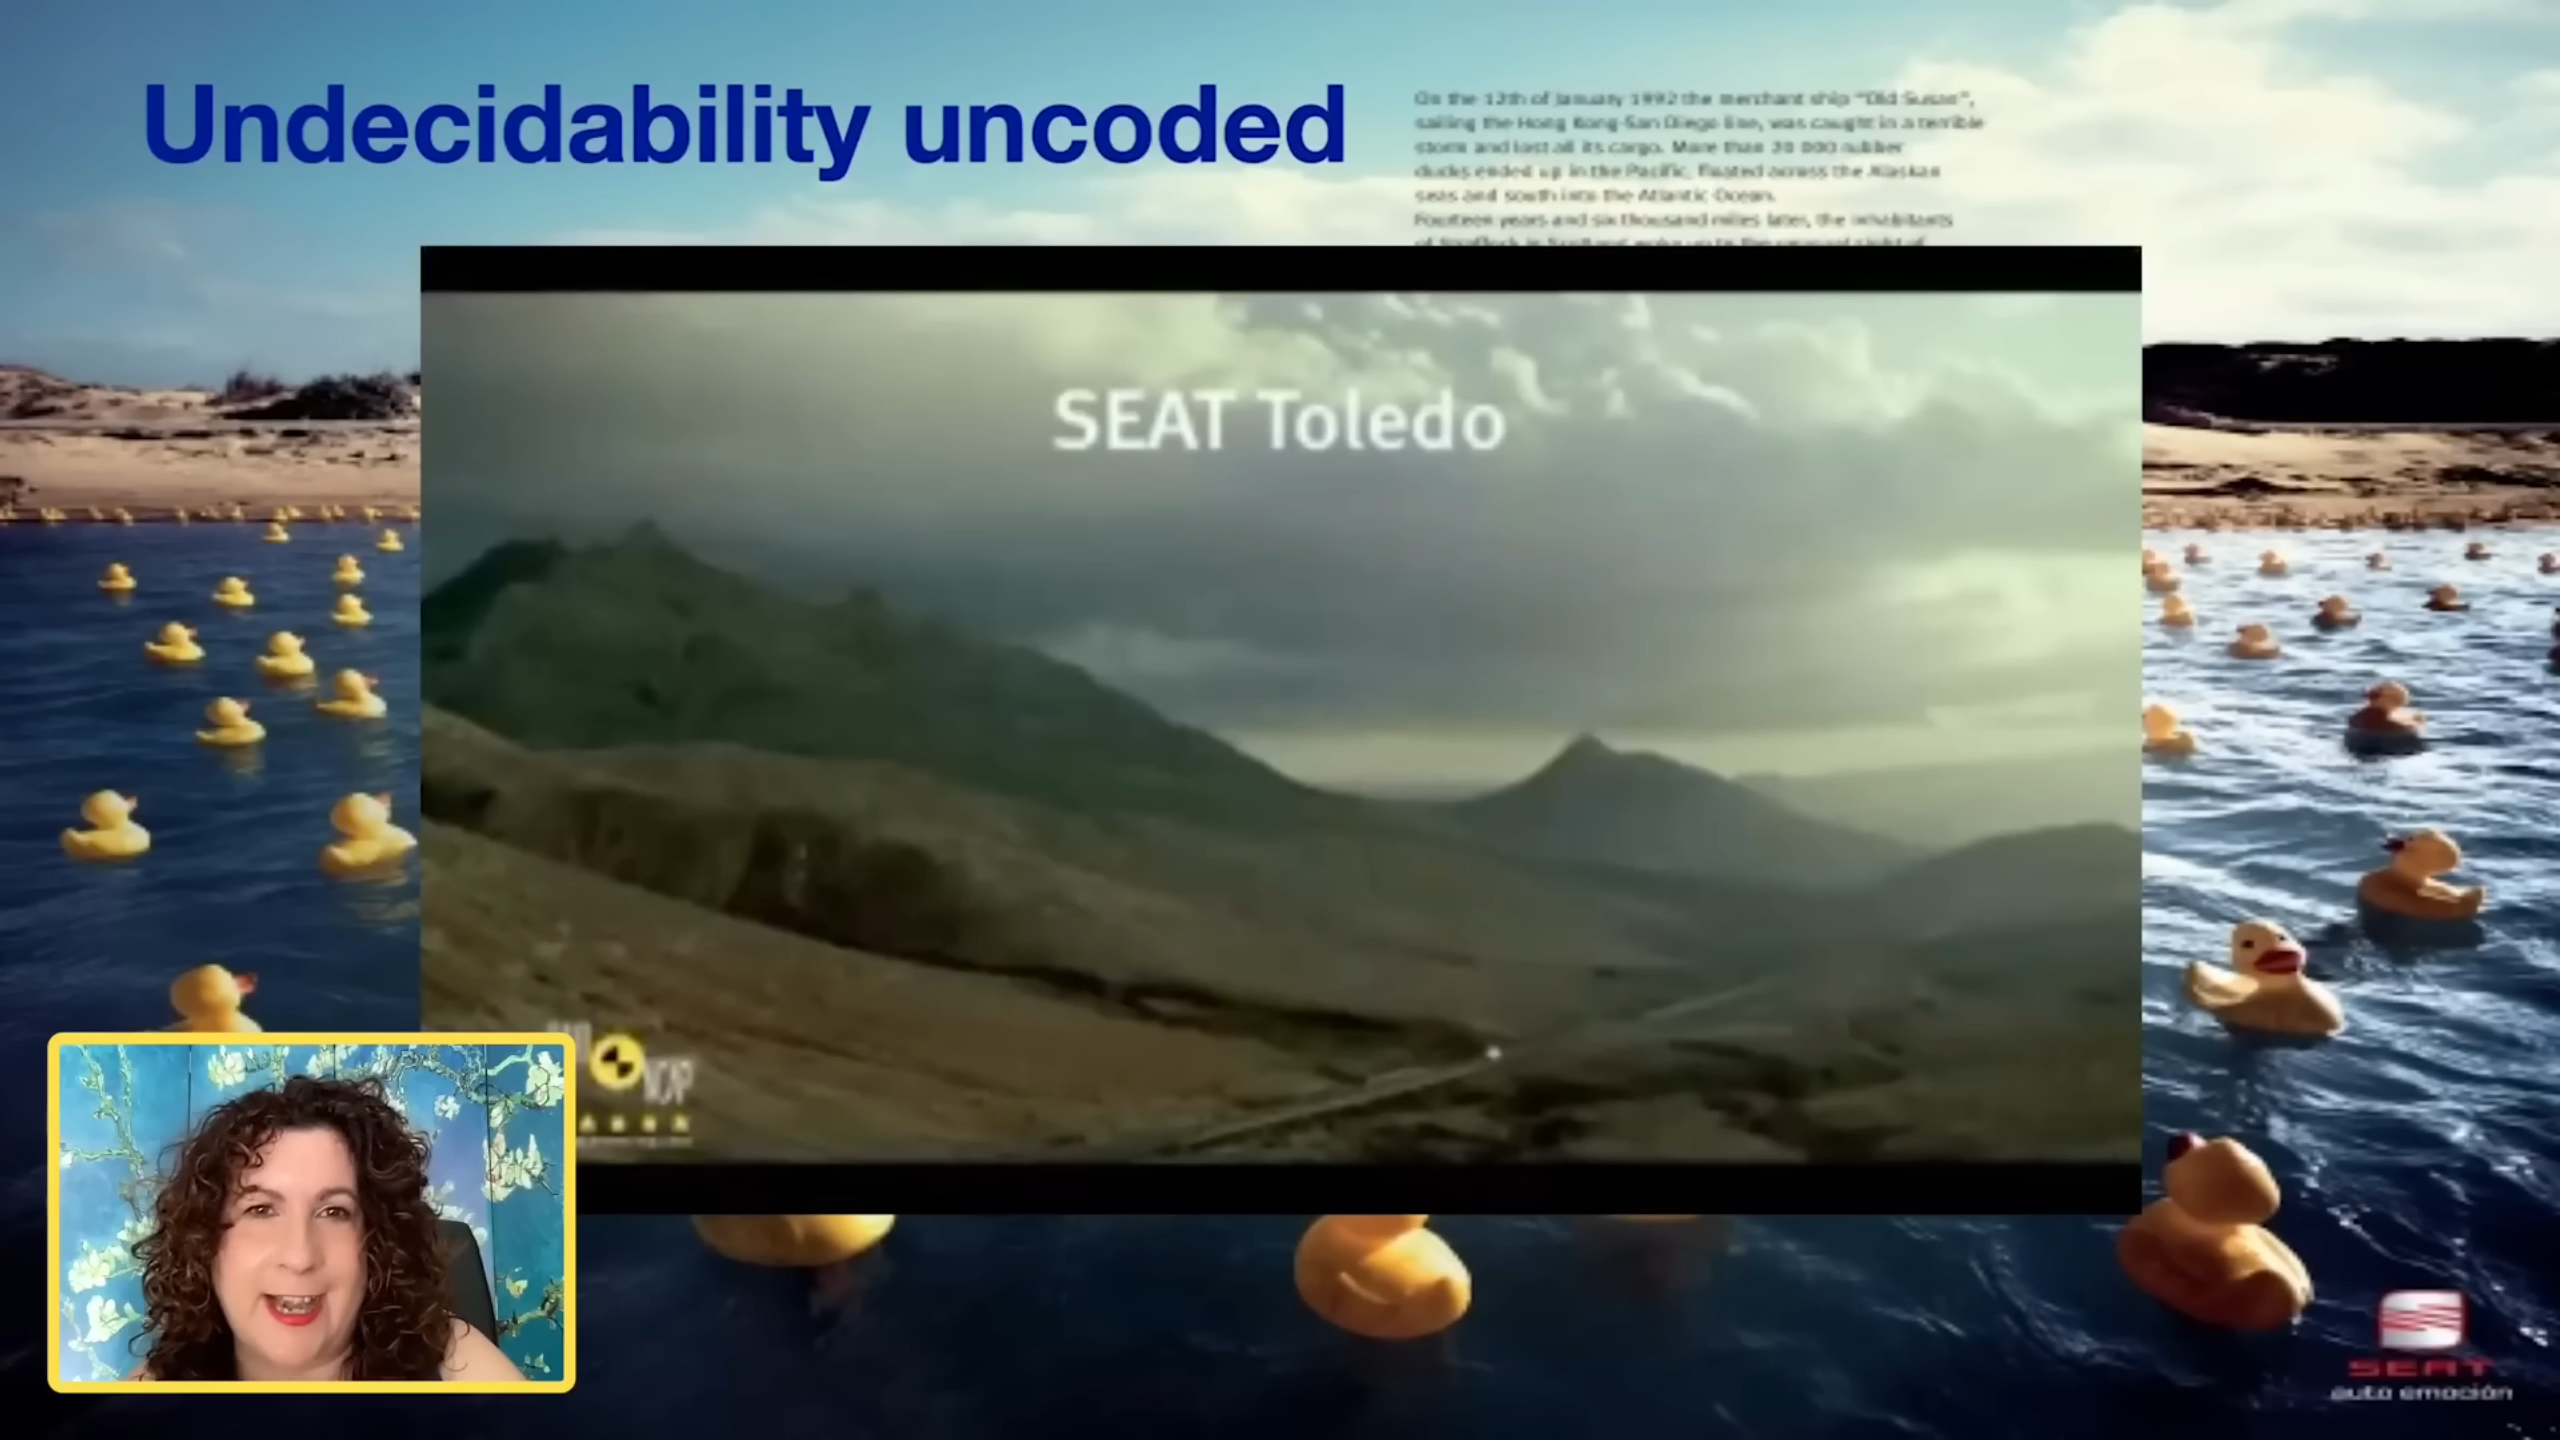 Undecidability uncoded
On the 12th of January 1992 the merchant ship "Old Susan",
sailing the Hong Kong-San Diego line, was caught in a terrible
storm and lost all its cargo. More than 20 000 rubber
ducks ended up in the Pacific, floated across the Alaskan
seas and south into the Atlantic Ocean.
Fourteen years and six thousand miles later, the inhabitants
SEAT Toledo
NCAP
SEAT
auto emoción